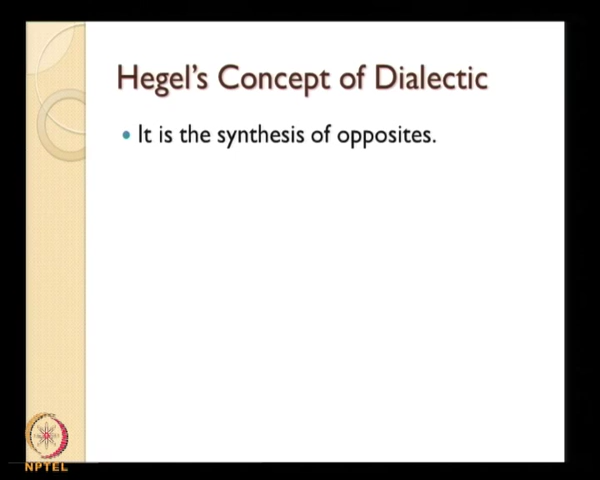 Hegel's Concept of Dialectic
• It is the synthesis of opposites.
NPTEL